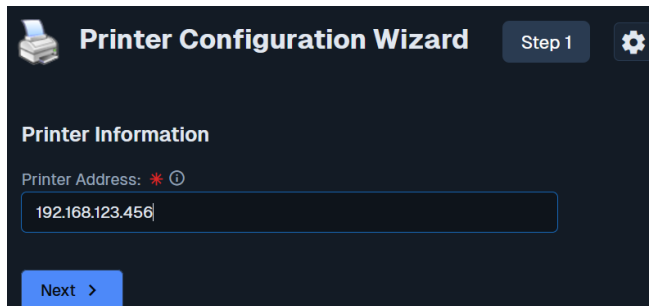 Printer Configuration Wizard Step 1
Printer Information
Printer Address: *
192.168.123.456
Next >